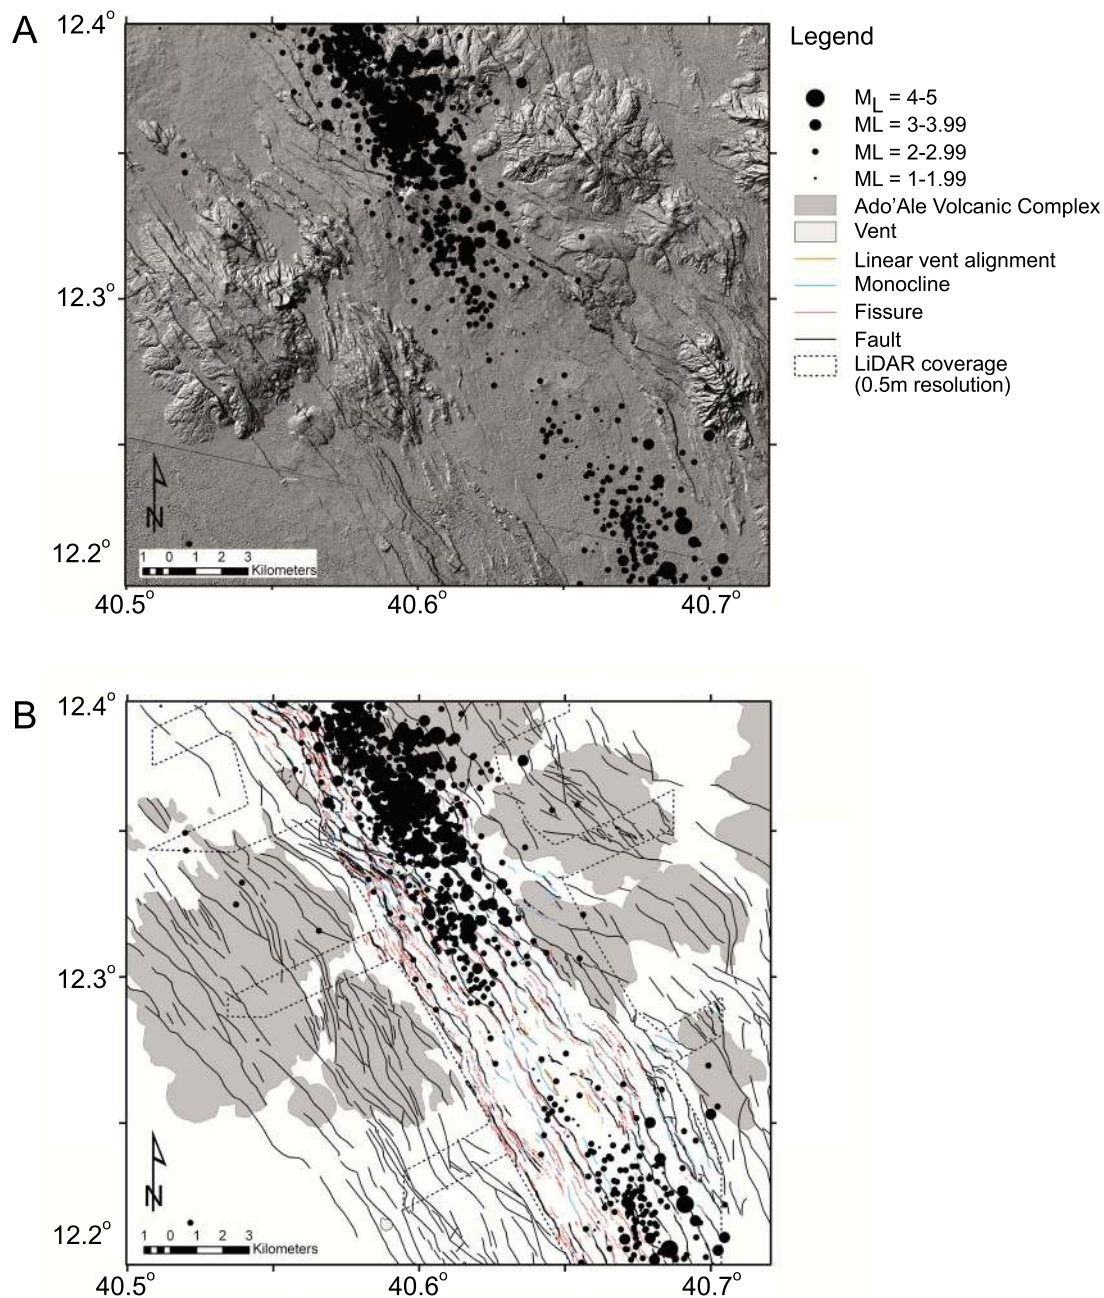 A
12.4°
12.3°
12.2°
N
1 0 1 2 3
Kilometers
40.5° 40.6° 40.7°
Legend
ML = 4-5
ML = 3-3.99
ML = 2-2.99
ML = 1-1.99
Ado'Ale Volcanic Complex
Vent
Linear vent alignment
Monocline
Fissure
Fault
LiDAR coverage
(0.5m resolution)
B
12.4°
12.3°
12.2°
N
1 0 1 2 3
Kilometers
40.5° 40.6° 40.7°